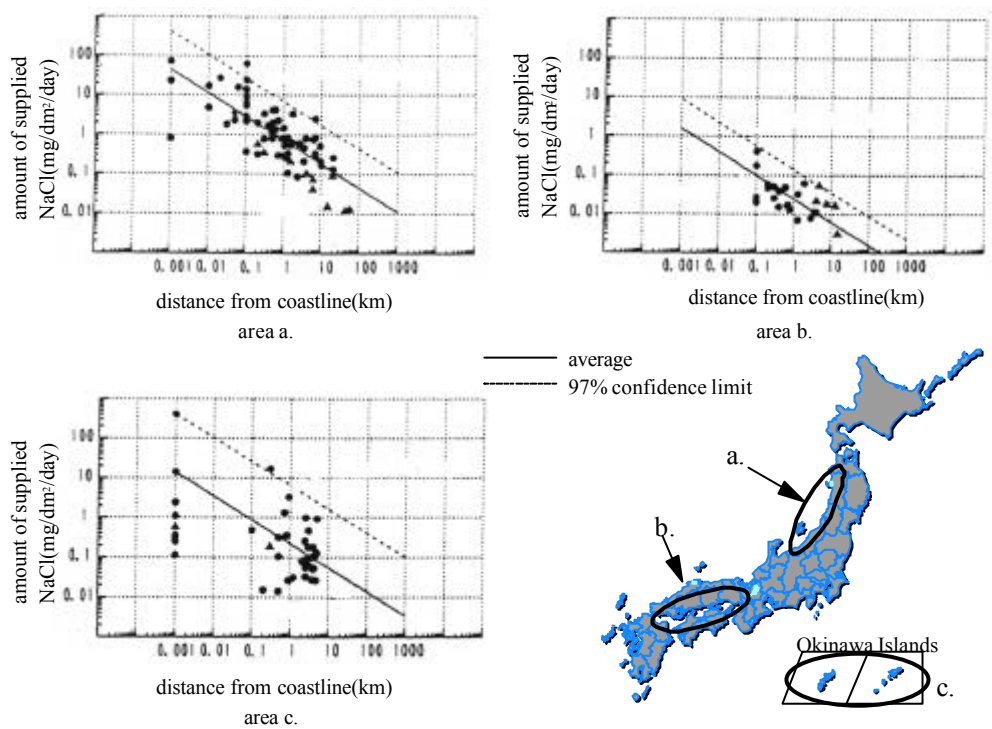 amount of supplied
NaCl(mg/dm²/day)
100
10
1
0.1
0.01
0.001 0.01 0.1 1 10 100 1000
distance from coastline(km)
area a.
amount of supplied
NaCl(mg/dm²/day)
100
10
1
0.1
0.01
0.001 0.01 0.1 1 10 100 1000
distance from coastline(km)
area b.
average
97% confidence limit
amount of supplied
NaCl(mg/dm²/day)
100
10
1
0.1
0.01
0.001 0.01 0.1 1 10 100 1000
distance from coastline(km)
area c.
a.
b.
Okinawa Islands
c.